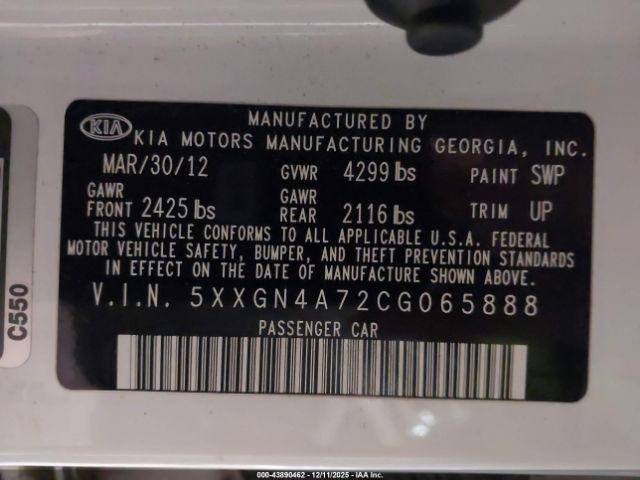 MANUFACTURED BY
KIA KIA MOTORS MANUFACTURING GEORGIA, INC.
MAR/30/12 GVWR 4299 lbs PAINT SWP
GAWR FRONT 2425 lbs GAWR REAR 2116 lbs TRIM UP
THIS VEHICLE CONFORMS TO ALL APPLICABLE U.S.A. FEDERAL
MOTOR VEHICLE SAFETY, BUMPER, AND THEFT PREVENTION STANDARDS
IN EFFECT ON THE DATE OF MANUFACTURE SHOWN ABOVE.
V.I.N. 5XXGN4A72CG065888
PASSENGER CAR
C550
000-43890462 - 12/11/2025 - IAA Inc.